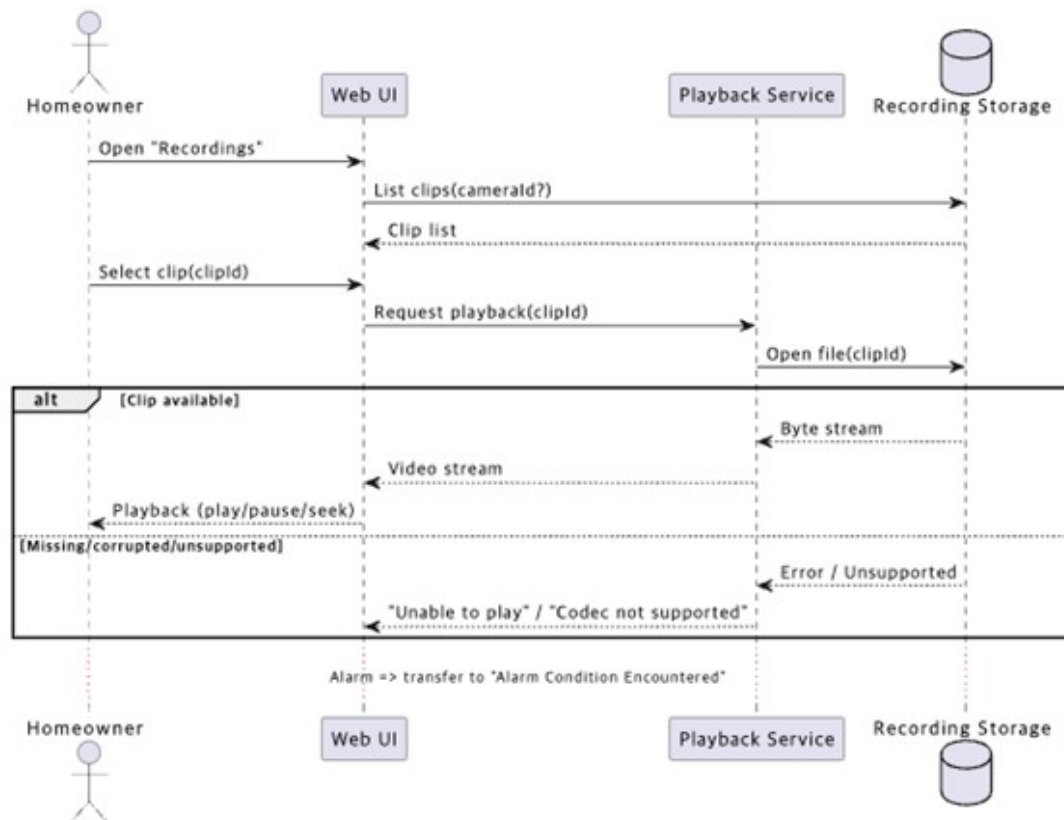 Homeowner
Web UI
Playback Service
Recording Storage
Open "Recordings"
List clips(cameraId?)
Clip list
Select clip(clipId)
Request playback(clipId)
Open file(clipId)
alt
[Clip available]
Byte stream
Video stream
Playback (play/pause/seek)
[Missing/corrupted/unsupported]
Error / Unsupported
"Unable to play" / "Codec not supported"
Alarm => transfer to "Alarm Condition Encountered"
Homeowner
Web UI
Playback Service
Recording Storage